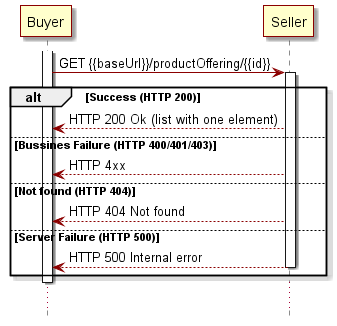 Buyer
Seller
GET {{baseUrl}}/productOffering/{{id}}
alt
[Success (HTTP 200)]
HTTP 200 Ok (list with one element)
[Bussines Failure (HTTP 400/401/403)]
HTTP 4xx
[Not found (HTTP 404)]
HTTP 404 Not found
[Server Failure (HTTP 500)]
HTTP 500 Internal error